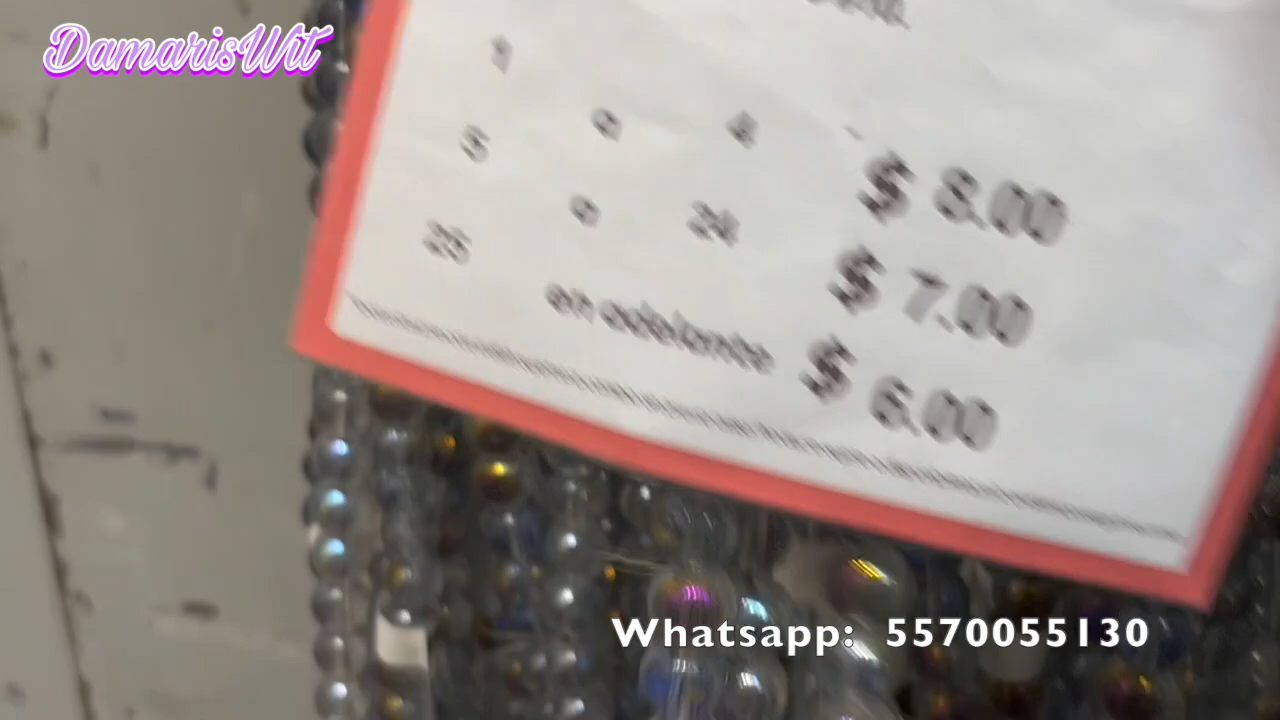 DamarisWit
1 a 4 $ 8.00
5 a 24 $ 7.00
25 en adelante $ 6.00
Whatsapp: 5570055130